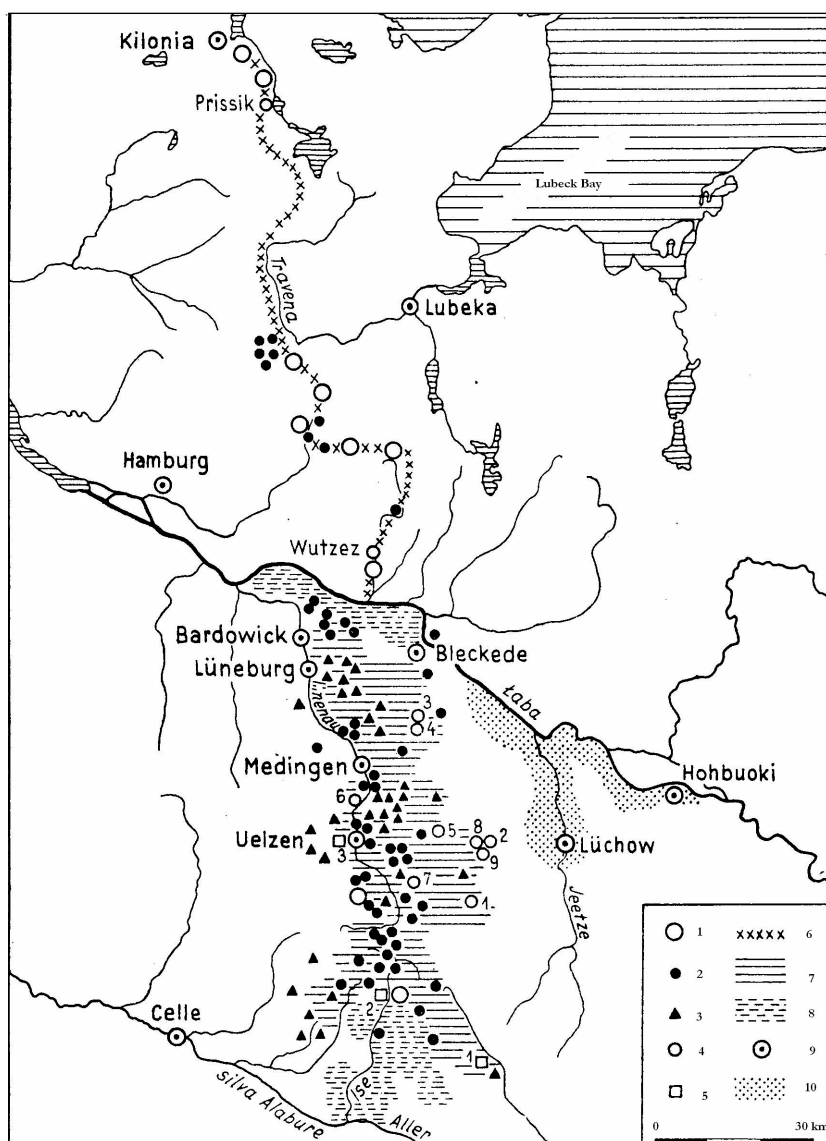 Kilonia
Prissik
Lubeck Bay
Travena
Lubeka
Hamburg
Wutzez
Bardowick
Bleckede
Lüneburg
taba
3
4
Medingen
Hohbuoki
6
5 8 2
Uelzen
3
9
Lüchow
7
1
Jeetze
1 6
2 7
3 8
4 9
5 10
0 30 km
2
Celle
1
silva Alabure
Aller